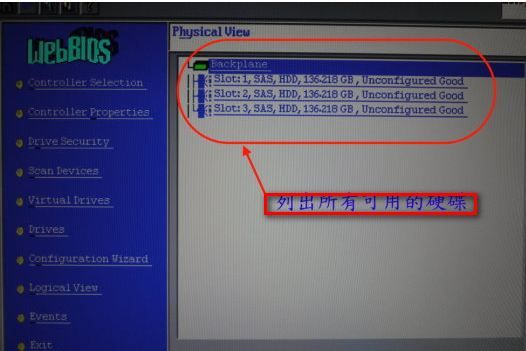 WebBIOS
Physical View
Backplane
Slot: 1, SAS, HDD, 136.218 GB , Unconfigured Good
Slot: 2, SAS, HDD, 136.218 GB , Unconfigured Good
Slot: 3, SAS, HDD, 136.218 GB , Unconfigured Good
Controller Selection
Controller Properties
Drive Security
Scan Devices
Virtual Drives
Drives
Configuration Wizard
Logical View
Events
Exit
列出所有可用的硬碟